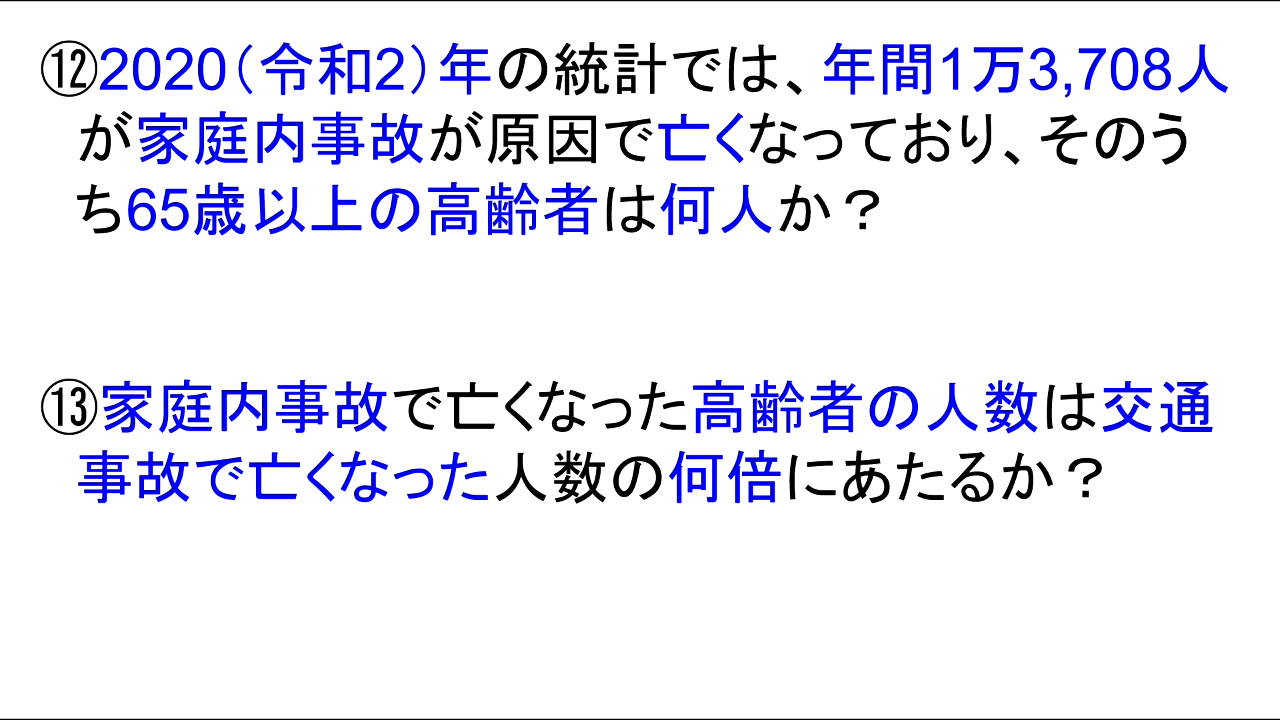 ⑫2020（令和2）年の統計では、年間1万3,708人
が家庭内事故が原因で亡くなっており、そのう
ち65歳以上の高齢者は何人か？
⑬家庭内事故で亡くなった高齢者の人数は交通
事故で亡くなった人数の何倍にあたるか？